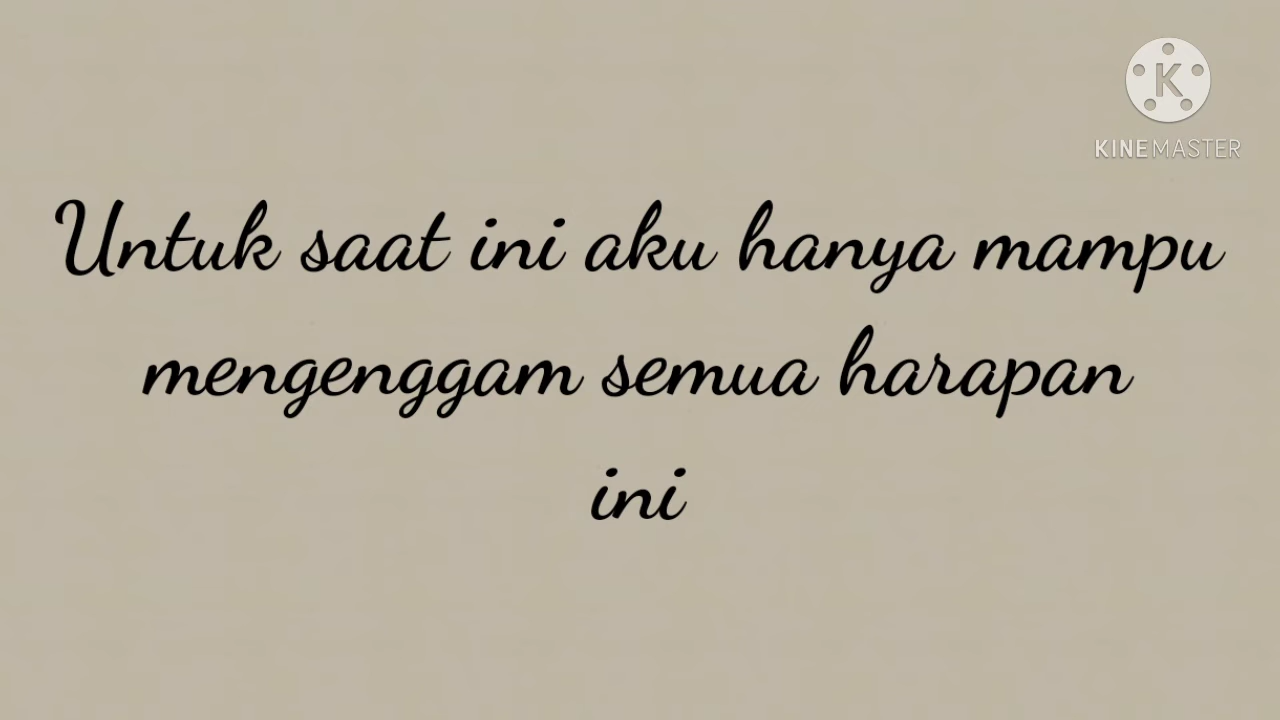 KINEMASTER
Untuk saat ini aku hanya mampu
mengenggam semua harapan
ini